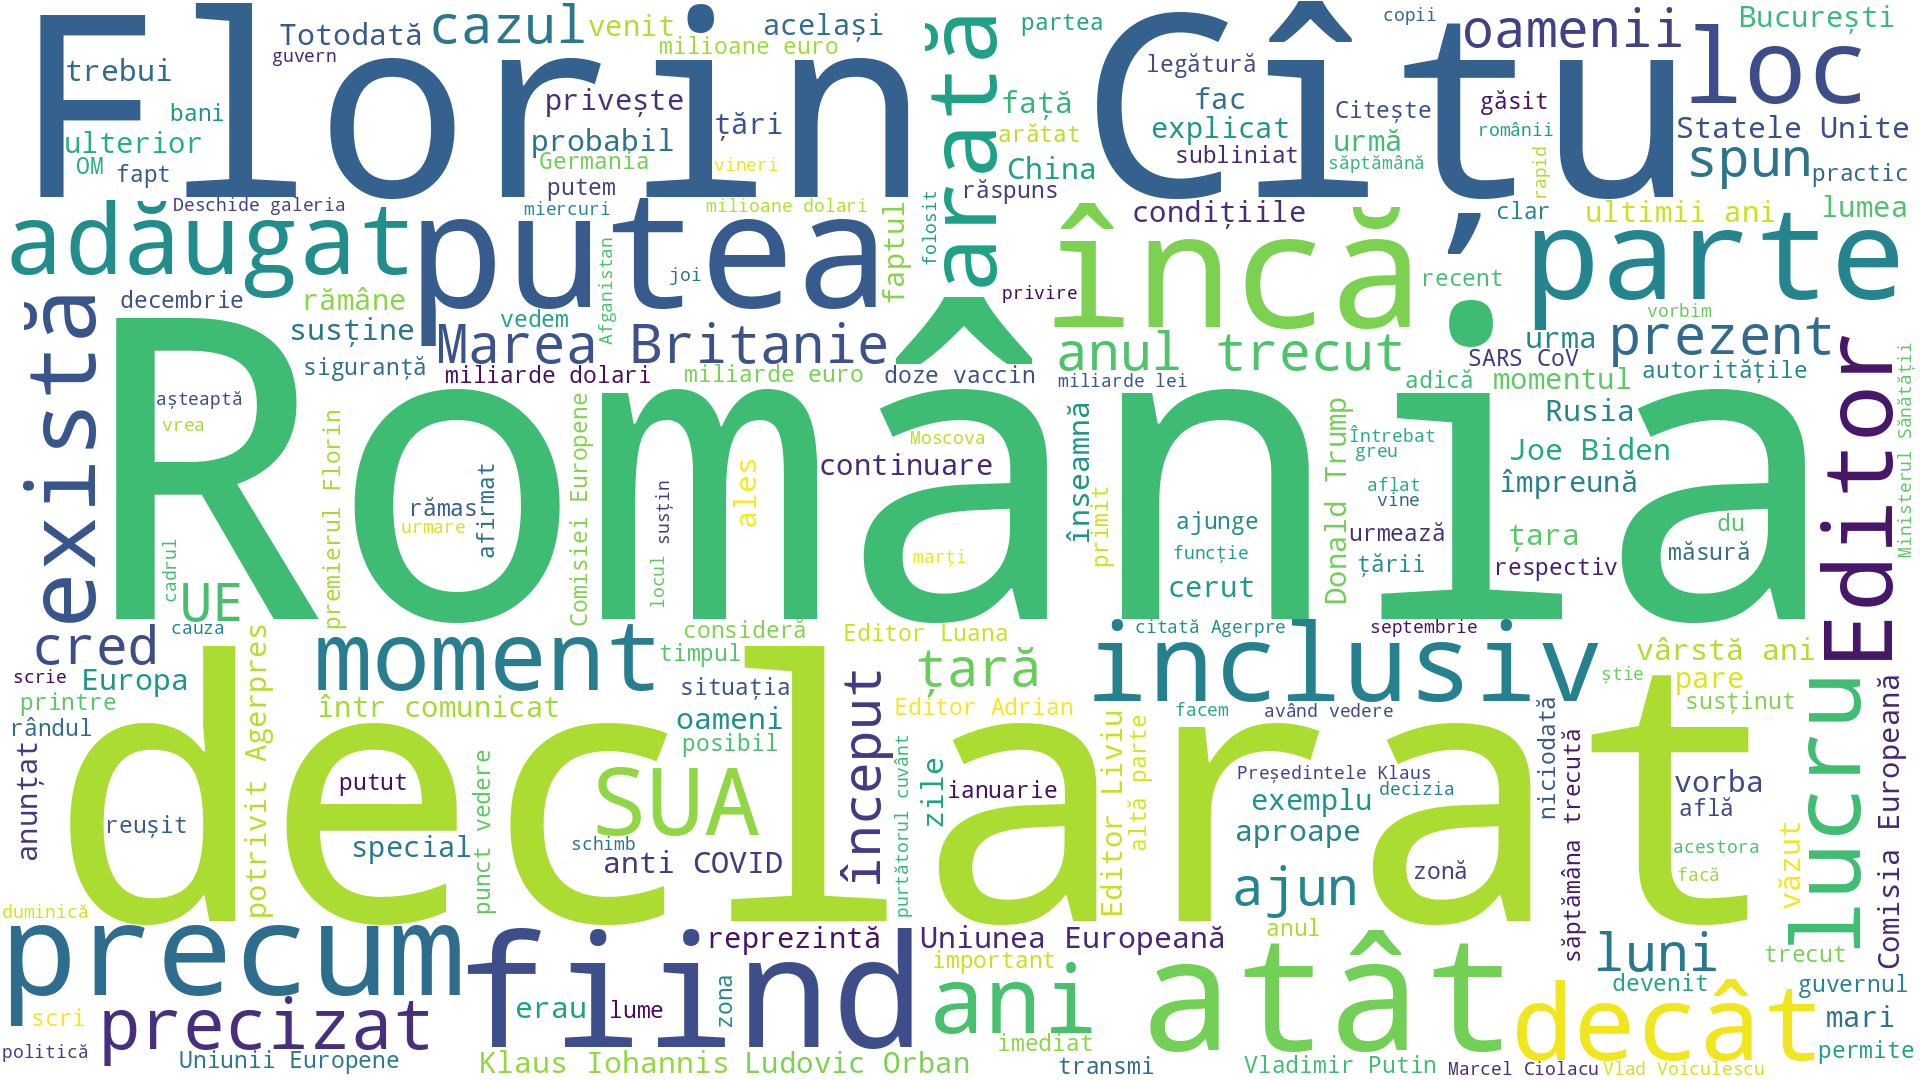 Florin Cîțu
România
declarat
putea
încă
parte
adăugat
arată
loc
cazul
Totodată
venit
același
milioane euro
guvern
trebui
bani
ulterior
OM
fapt
privește
probabil
Germania
putem
țări
vineri
partea
față
arătat
China
răspuns
copii
legătură
fac
explicat
subliniat
oamenii
Citește
urmă
săptămână
găsit
românii
rapid
București
Statele Unite
spun
practic
Deschide galeria
miercuri
milioane dolari
faptul
folosit
condițiile
clar
ultimii ani
lumea
există
decembrie
rămâne
susține
siguranță
vedem
Afganistan
joi
Marea Britanie
privire
recent
vorbim
anul trecut
urma
prezent
SARS CoV
autoritățile
miliarde dolari
miliarde euro
doze vaccin
miliarde lei
adică
momentul
Editor
Ministerul Sănătății
așteaptă
vrea
premierul Florin
Comisiei Europene
rămas
urmare
afirmat
susțin
locul
ales
Moscova
continuare
marți
înseamnă
primit
ajunge
funcție
cerut
Donald Trump
Întrebat
greu
aflat
vine
urmează
țării
Rusia
Joe Biden
împreună
țara
respectiv
du
măsură
cadrul
UE
cauza
cred
moment
consideră
timpul
Editor Luana
țară
citată Agerpre
septembrie
inclusiv
vârstă ani
știe
pare
susținut
scrie
Europa
printre
rândul
într comunicat
situația
oameni
posibil
început
Editor Adrian
facem
având vedere
anunțat
potrivit Agerpres
putut
reușit
special
punct vedere
SUA
schimb
anti COVID
purtătorul cuvânt
zile
ianuarie
Editor Liviu
altă parte
Președintele Klaus
decizia
exemplu
aproape
zonă
niciodată
săptămâna trecută
vorba
află
acestora
facă
văzut
lucru
Comisia Europeană
ajun
duminică
precum
fiind
reprezintă
Uniunea Europeană
anul
important
atât
luni
trecut
devenit
guvernul
scri
precizat
erau
lume
zona
ani
imediat
decât
mari
permite
politică
Uniunii Europene
Klaus Iohannis
Ludovic Orban
transmi
Vladimir Putin
Marcel Ciolacu
Vlad Voiculescu